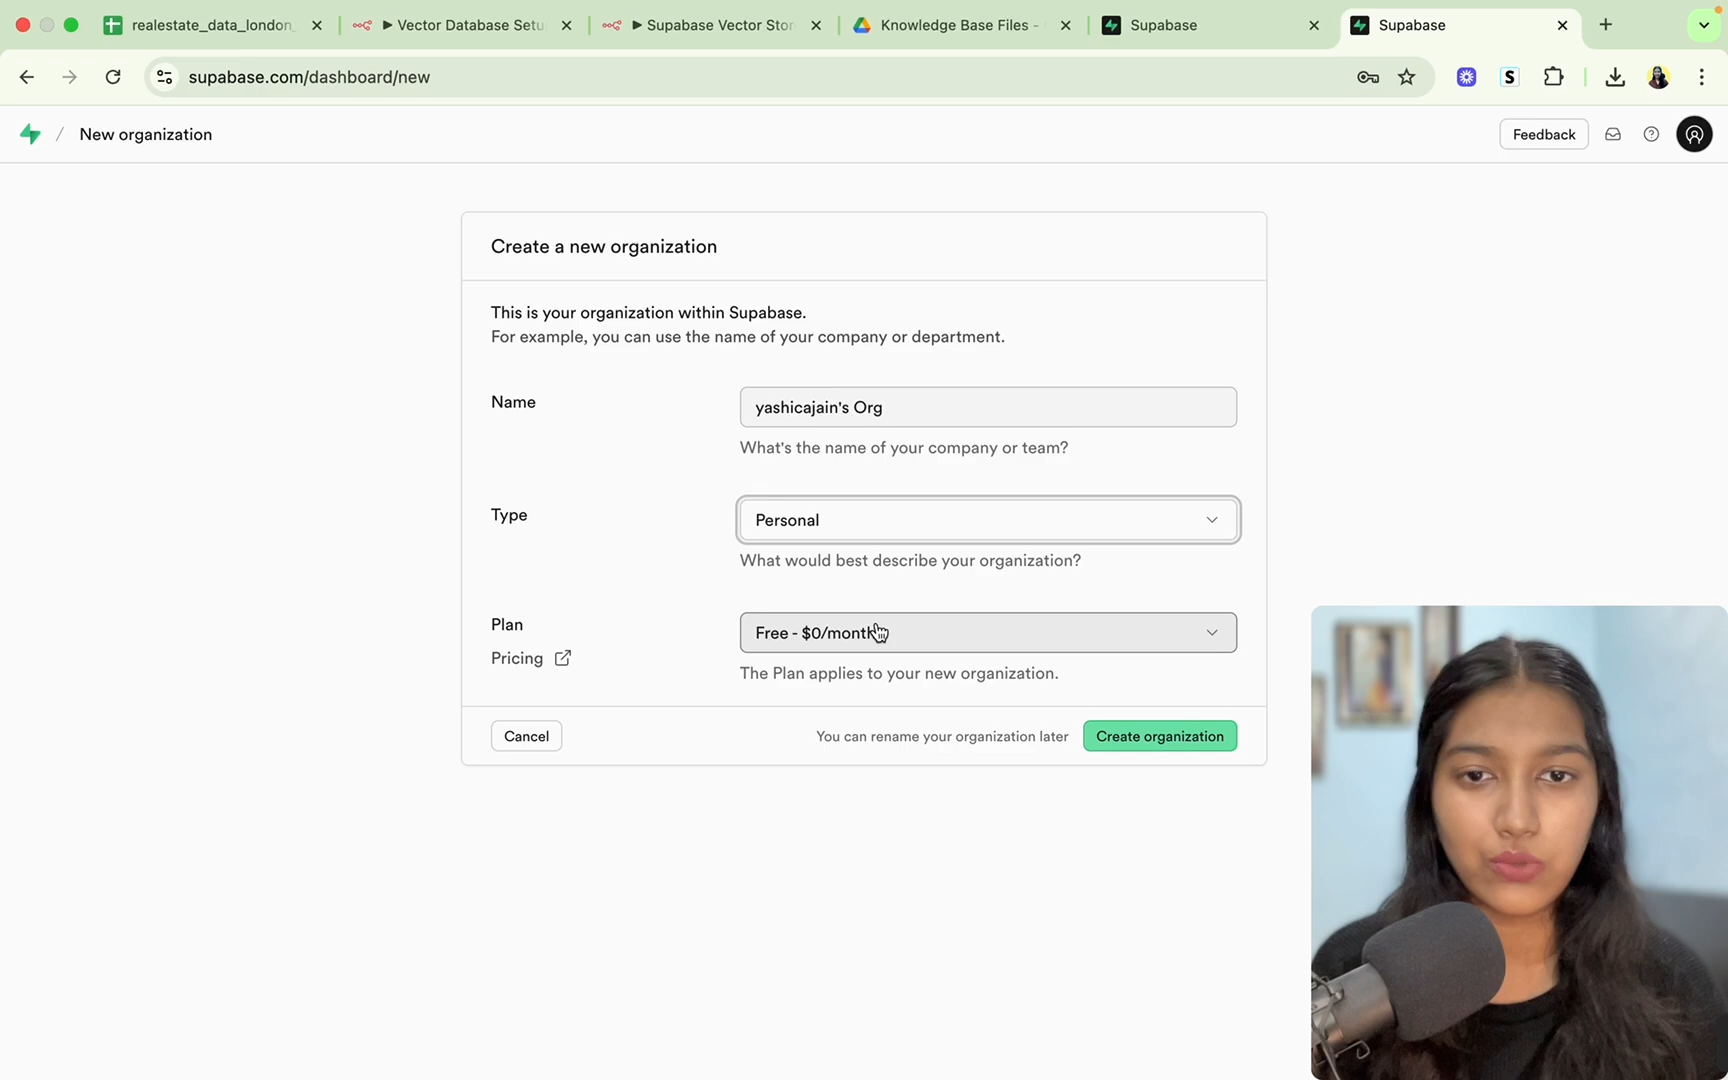 realestate_data_london_
Vector Database Setu
Supabase Vector Stor
Knowledge Base Files -
Supabase
Supabase
supabase.com/dashboard/new
S
/ New organization
Feedback
Create a new organization
This is your organization within Supabase.
For example, you can use the name of your company or department.
Name
yashicajain's Org
What's the name of your company or team?
Type
Personal
What would best describe your organization?
Plan
Free - $0/month
Pricing
The Plan applies to your new organization.
Cancel
You can rename your organization later
Create organization